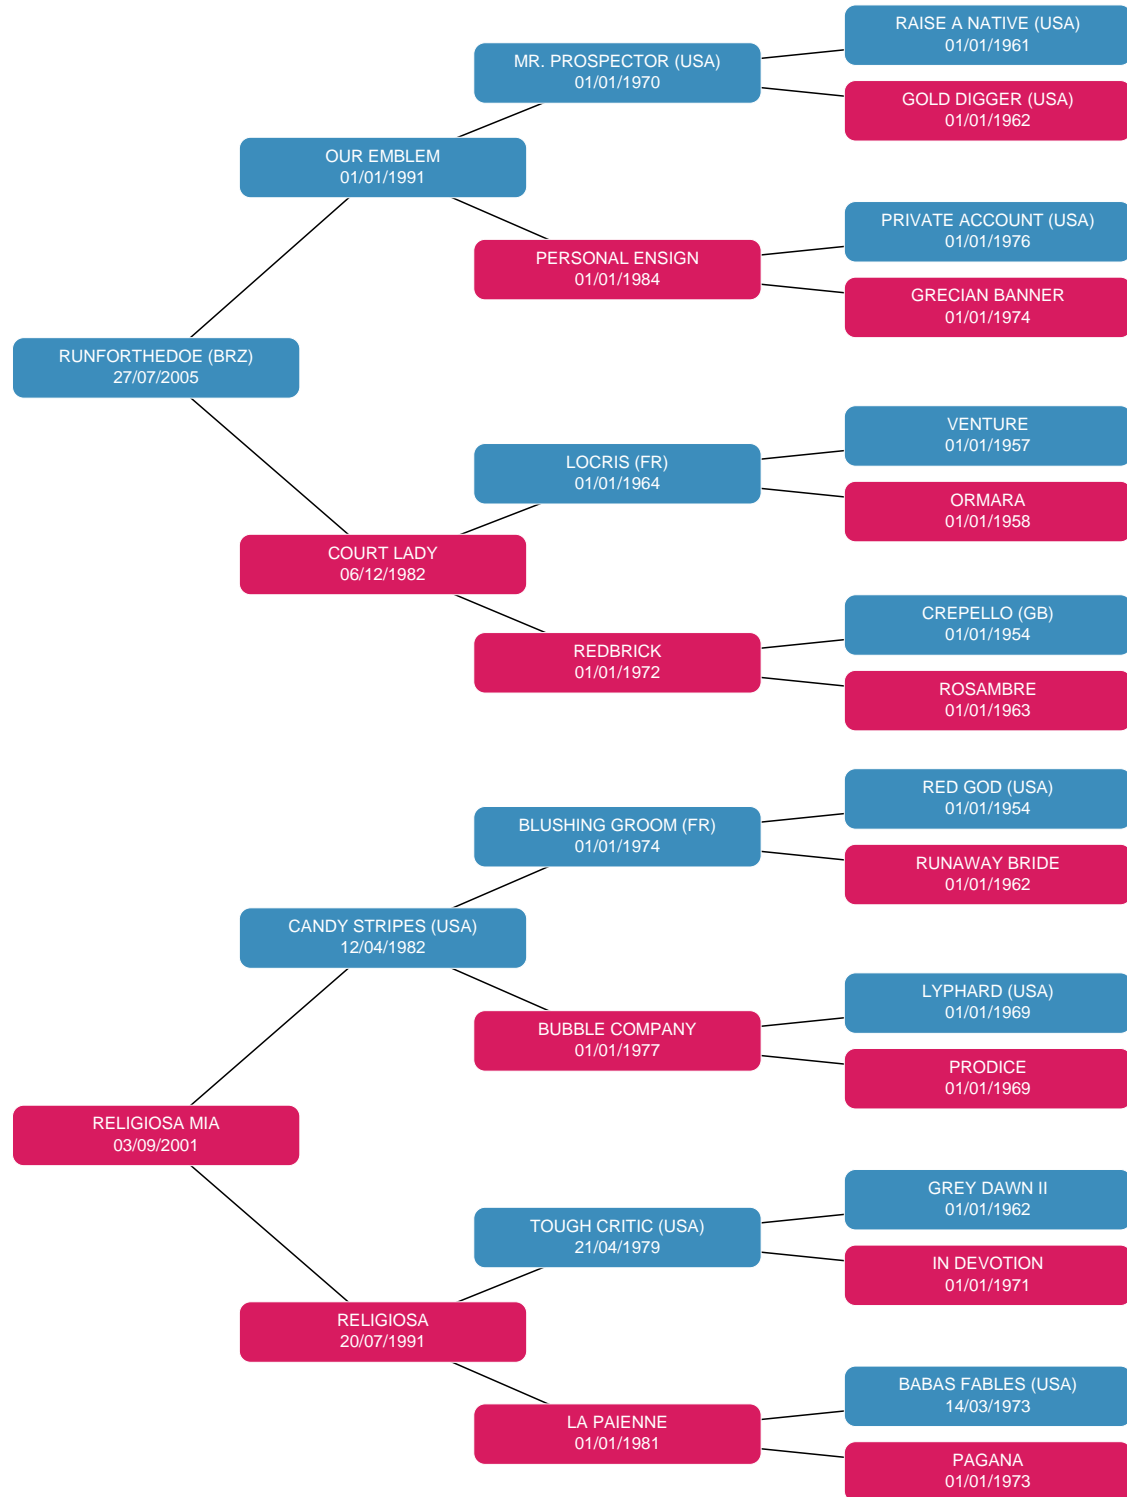 RAISE A NATIVE (USA)
01/01/1961
MR. PROSPECTOR (USA)
01/01/1970
GOLD DIGGER (USA)
01/01/1962
OUR EMBLEM
01/01/1991
PRIVATE ACCOUNT (USA)
01/01/1976
PERSONAL ENSIGN
01/01/1984
GRECIAN BANNER
01/01/1974
RUNFORTHEDOE (BRZ)
27/07/2005
VENTURE
01/01/1957
LOCRIS (FR)
01/01/1964
ORMARA
01/01/1958
COURT LADY
06/12/1982
CREPELLO (GB)
01/01/1954
REDBRICK
01/01/1972
ROSAMBRE
01/01/1963
RED GOD (USA)
01/01/1954
BLUSHING GROOM (FR)
01/01/1974
RUNAWAY BRIDE
01/01/1962
CANDY STRIPES (USA)
12/04/1982
LYPHARD (USA)
01/01/1969
BUBBLE COMPANY
01/01/1977
PRODICE
01/01/1969
RELIGIOSA MIA
03/09/2001
GREY DAWN II
01/01/1962
TOUGH CRITIC (USA)
21/04/1979
IN DEVOTION
01/01/1971
RELIGIOSA
20/07/1991
BABAS FABLES (USA)
14/03/1973
LA PAIENNE
01/01/1981
PAGANA
01/01/1973